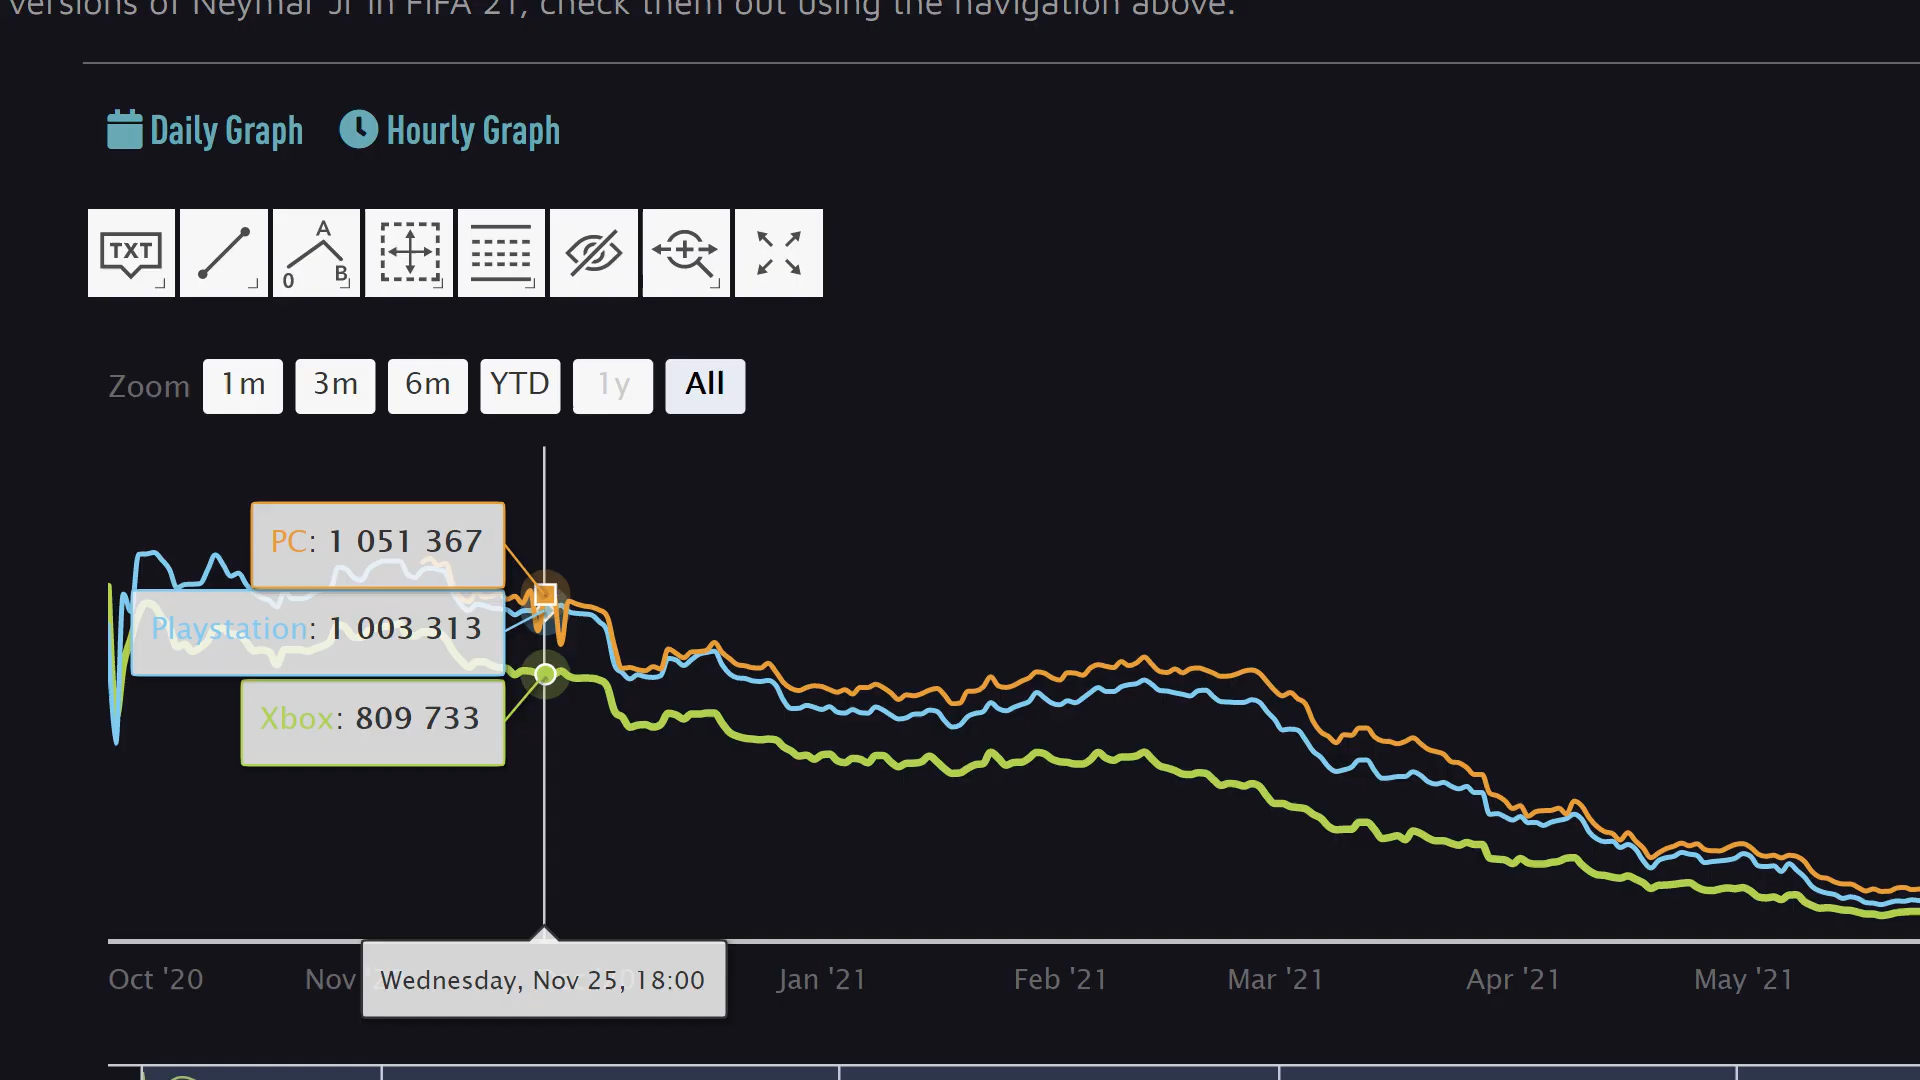 versions of Neymar Jr in FIFA 21, check them out using the navigation above.
Daily Graph Hourly Graph
TXT
A
0 B
Zoom 1m 3m 6m YTD 1y All
PC: 1 051 367
Playstation: 1 003 313
Xbox: 809 733
Oct '20 Nov Jan '21 Feb '21 Mar '21 Apr '21 May '21
Wednesday, Nov 25, 18:00